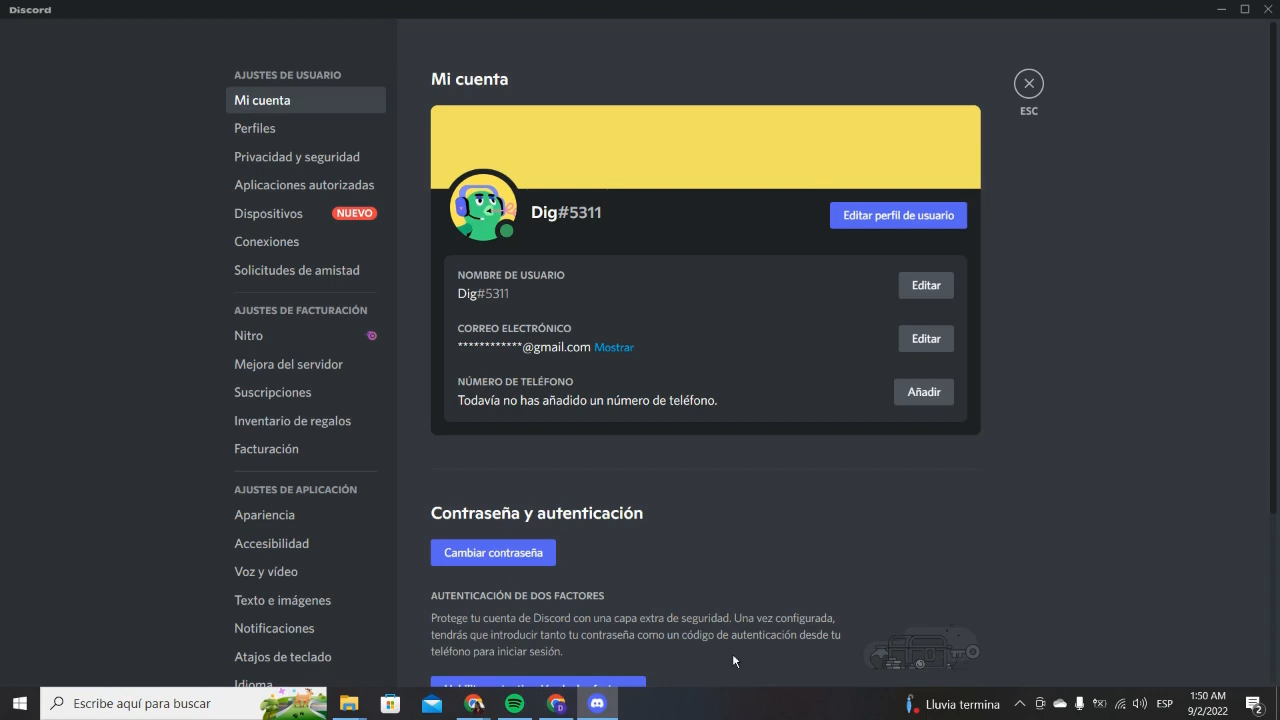 Discord
AJUSTES DE USUARIO
Mi cuenta
Perfiles
Privacidad y seguridad
Aplicaciones autorizadas
Dispositivos NUEVO
Conexiones
Solicitudes de amistad
AJUSTES DE FACTURACIÓN
Nitro
Mejora del servidor
Suscripciones
Inventario de regalos
Facturación
AJUSTES DE APLICACIÓN
Apariencia
Accesibilidad
Voz y vídeo
Texto e imágenes
Notificaciones
Atajos de teclado
Idioma
Mi cuenta
ESC
Dig#5311
Editar perfil de usuario
NOMBRE DE USUARIO
Dig#5311
Editar
CORREO ELECTRÓNICO
************@gmail.com Mostrar
Editar
NÚMERO DE TELÉFONO
Todavía no has añadido un número de teléfono.
Añadir
Contraseña y autenticación
Cambiar contraseña
AUTENTICACIÓN DE DOS FACTORES
Protege tu cuenta de Discord con una capa extra de seguridad. Una vez configurada,
tendrás que introducir tanto tu contraseña como un código de autenticación desde tu
teléfono para iniciar sesión.
Escribe aquí para buscar
Lluvia termina
ESP
1:50 AM
9/2/2022
2